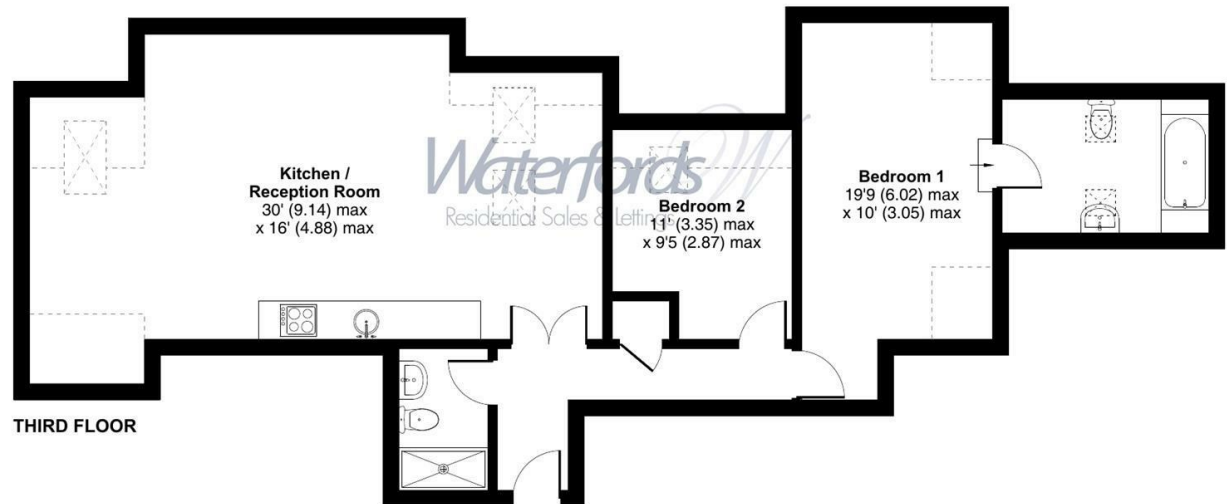 Kitchen /
Reception Room
30' (9.14) max
x 16' (4.88) max
Waterfords
Residential Sales & Lettings
Bedroom 2
11' (3.35) max
x 9'5 (2.87) max
Bedroom 1
19'9 (6.02) max
x 10' (3.05) max
THIRD FLOOR